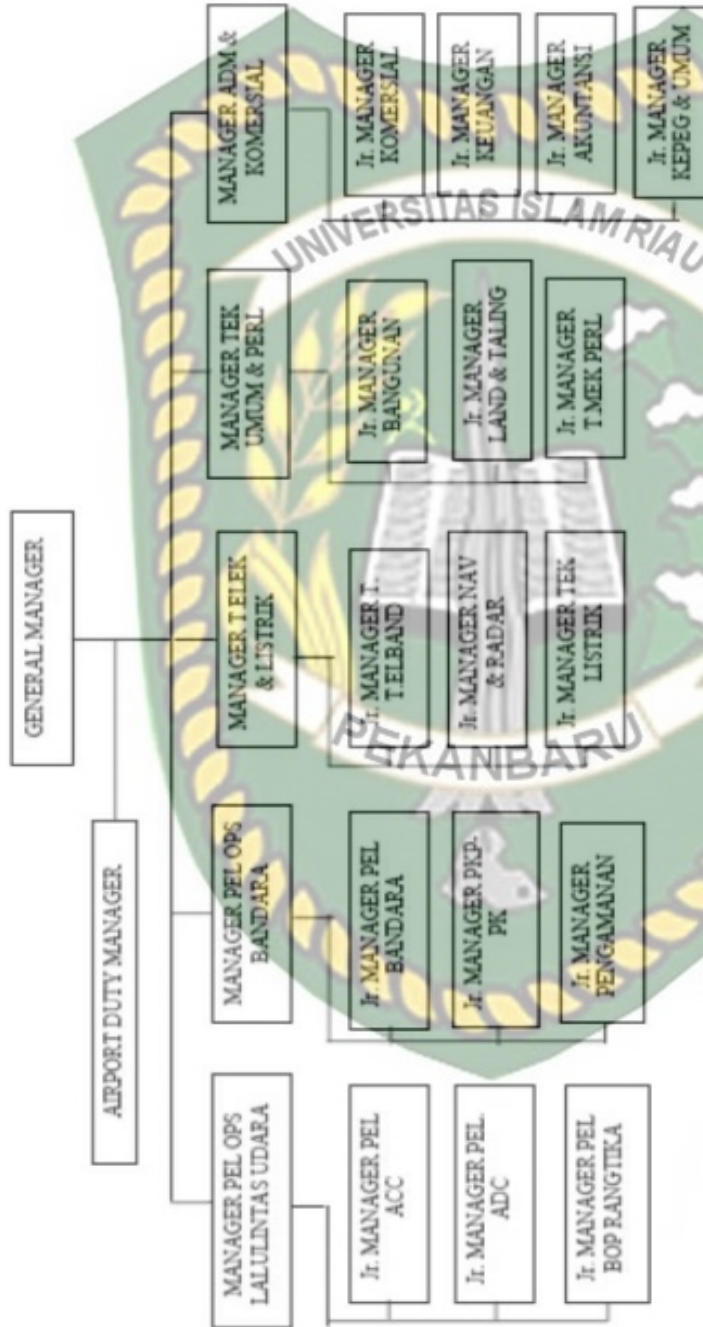 GENERAL MANAGER
AIRPORT DUTY MANAGER
MANAGER PEL OPS
LALULINTAS UDARA
Jr. MANAGER PEL
ACC
Jr. MANAGER PEL.
ADC
Jr. MANAGER PEL
BOP RANGTIKA
MANAGER PEL OPS
BANDARA
Jr. MANAGER PEL
BANDARA
Jr. MANAGER PKP-
PK
Jr. MANAGER
PENGAMANAN
MANAGER T.ELEK
& LISTRIK
Jr. MANAGER T.
T.ELBAND
Jr. MANAGER NAV
& RADAR
Jr. MANAGER TEK
LISTRIK
MANAGER TEK
UMUM & PERL
Jr. MANAGER
BANGUNAN
Jr. MANAGER
LAND & TALING
Jr. MANAGER
T.MEK PERL
MANAGER ADM &
KOMERSIAL
Jr. MANAGER
KOMERSIAL
Jr. MANAGER
KEUANGAN
Jr. MANAGER
AKUNTANSI
Jr. MANAGER
KEPEG & UMUM
UNIVERSITAS ISLAM RIAU
PEKANBARU